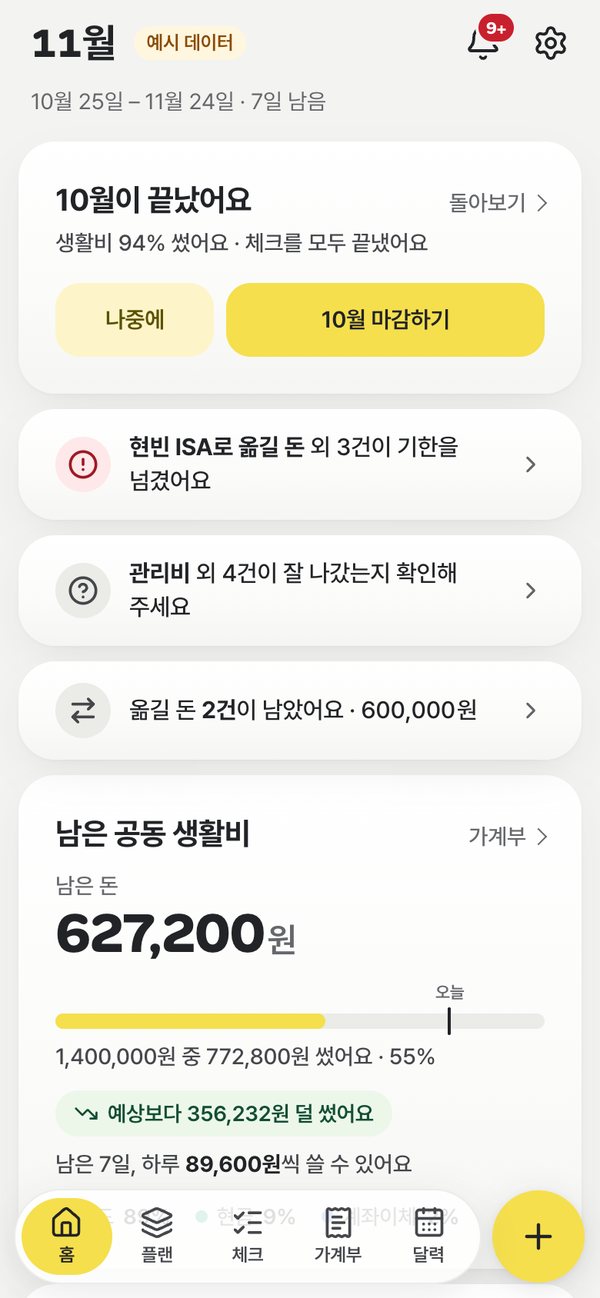 11월 예시 데이터 9+
10월 25일 – 11월 24일 · 7일 남음
10월이 끝났어요 돌아보기
생활비 94% 썼어요 · 체크를 모두 끝냈어요
나중에 10월 마감하기
현빈 ISA로 옮길 돈 외 3건이 기한을
넘겼어요
관리비 외 4건이 잘 나갔는지 확인해
주세요
옮길 돈 2건이 남았어요 · 600,000원
남은 공동 생활비 가계부
남은 돈
627,200원
오늘
1,400,000원 중 772,800원 썼어요 · 55%
예상보다 356,232원 덜 썼어요
남은 7일, 하루 89,600원씩 쓸 수 있어요
홈 플랜 체크 가계부 달력